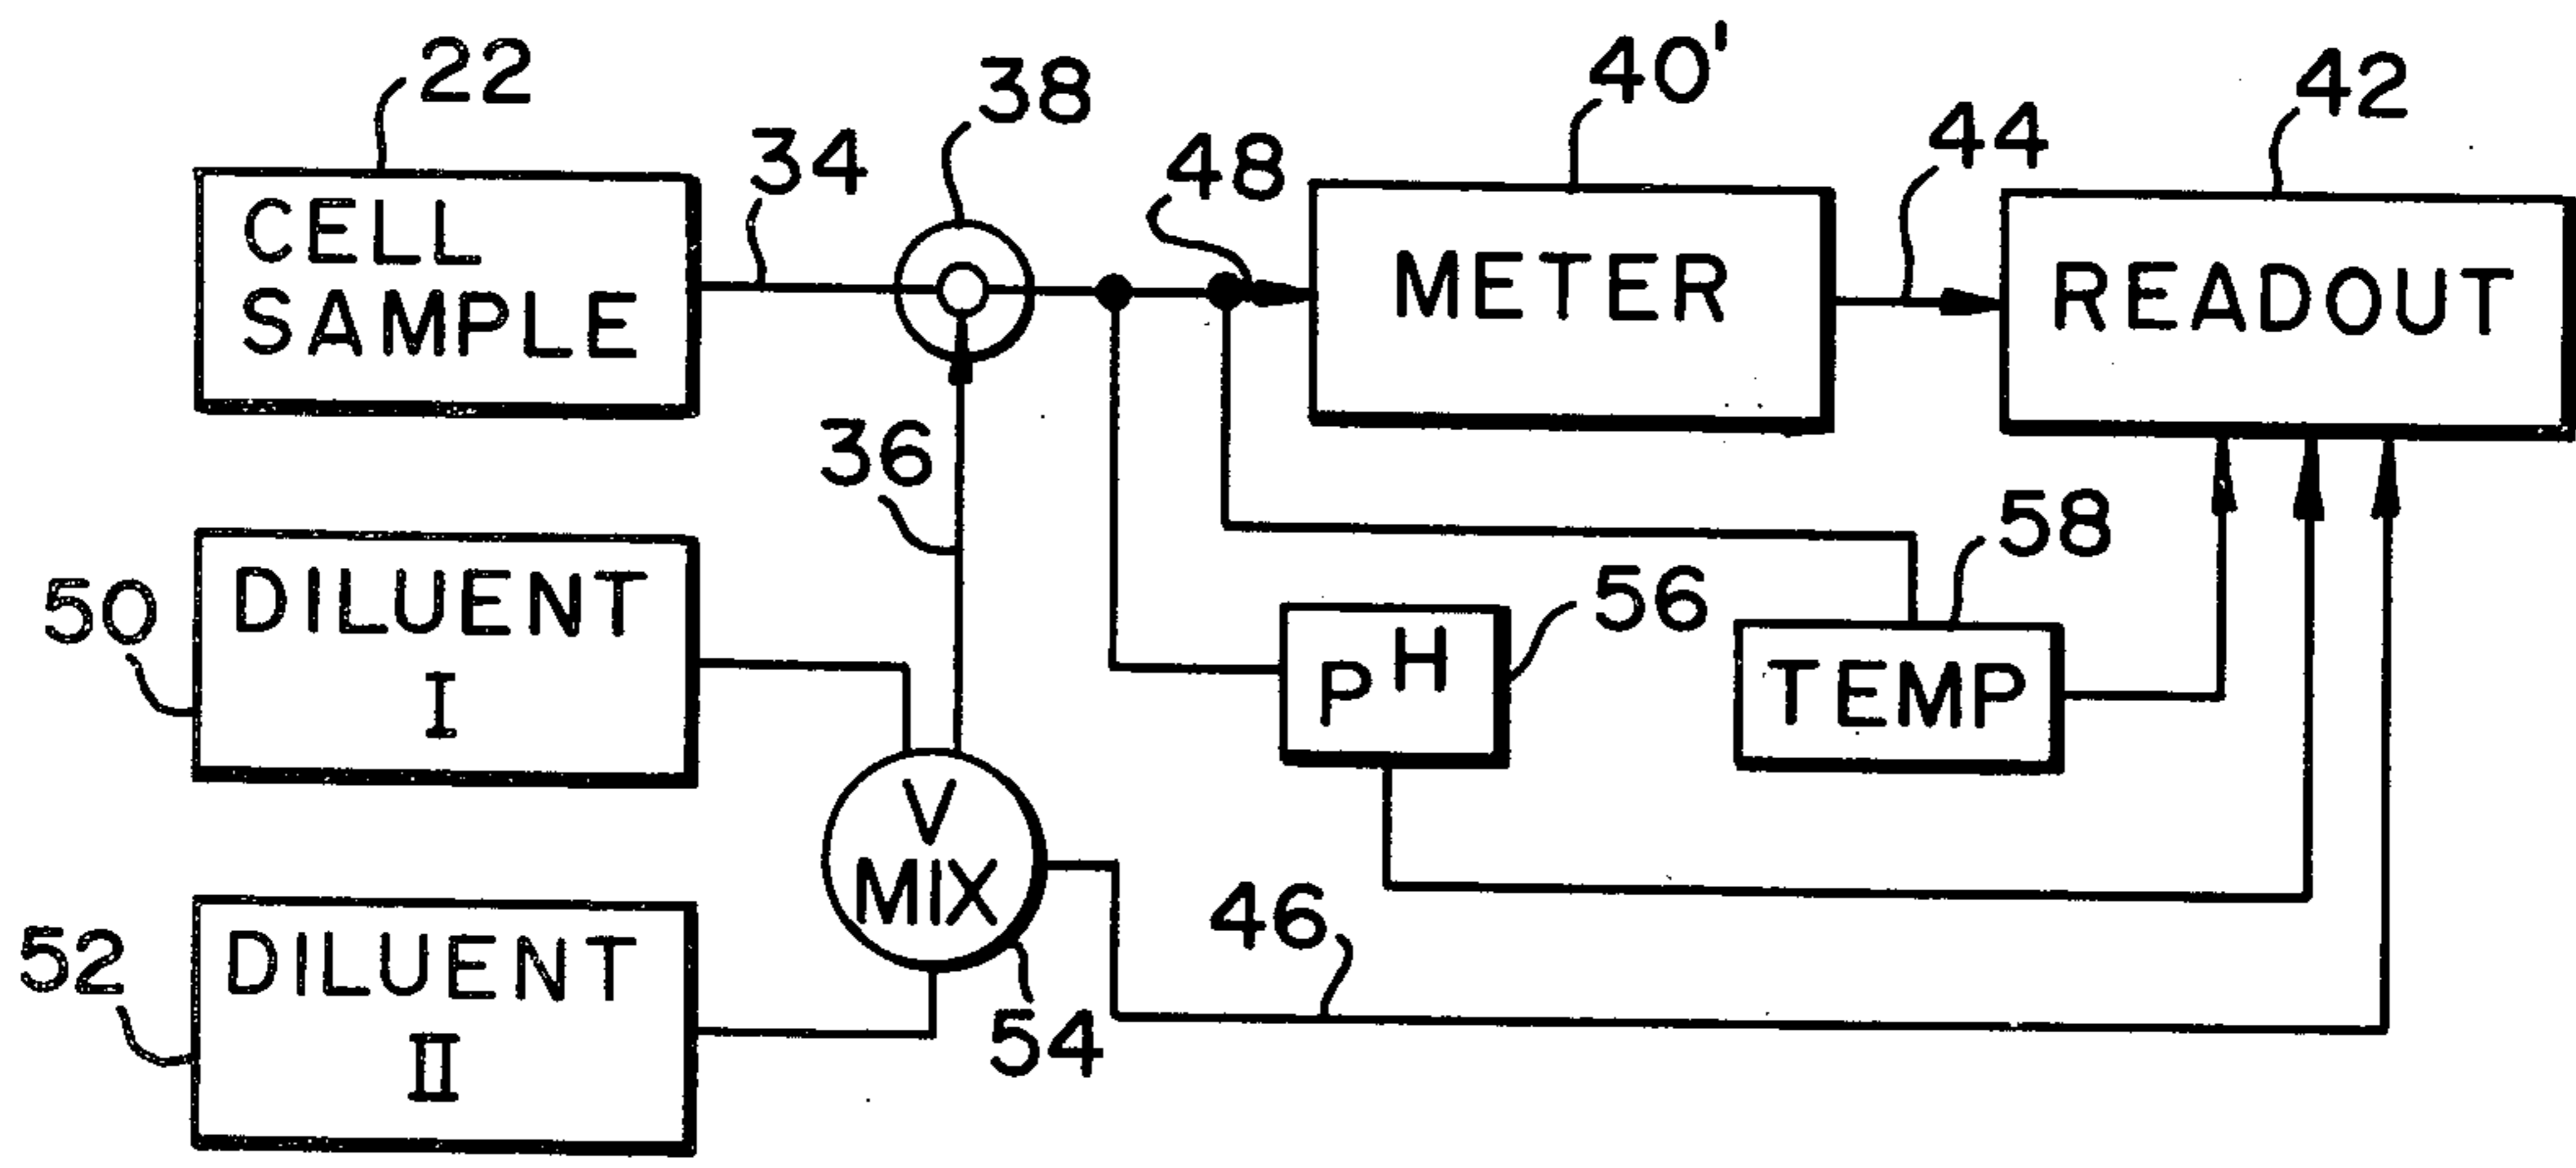 22
38
40'
42
34
48
44
CELL
SAMPLE
METER
READOUT
36
58
50
DILUENT
I
56
PH
TEMP
V
MIX
46
52
DILUENT
II
54